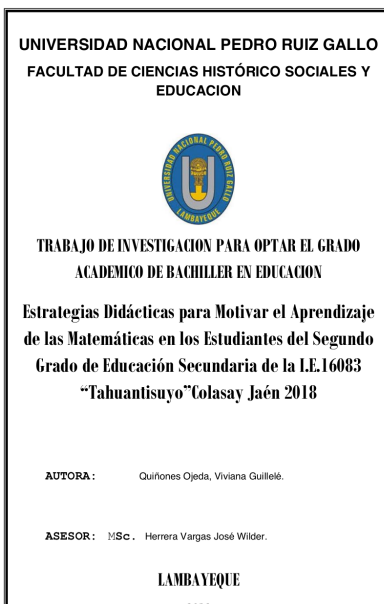 UNIVERSIDAD NACIONAL PEDRO RUIZ GALLO
FACULTAD DE CIENCIAS HISTÓRICO SOCIALES Y
EDUCACION
UNIVERSIDAD NACIONAL PEDRO RUIZ GALLO
LAMBAYEQUE
TRABAJO DE INVESTIGACION PARA OPTAR EL GRADO
ACADEMICO DE BACHILLER EN EDUCACION
Estrategias Didácticas para Motivar el Aprendizaje
de las Matemáticas en los Estudiantes del Segundo
Grado de Educación Secundaria de la I.E.16083
“Tahuantisuyo”Colasay Jaén 2018
AUTORA: Quiñones Ojeda, Viviana Guillelé.
ASESOR: MSc. Herrera Vargas José Wilder.
LAMBAYEQUE